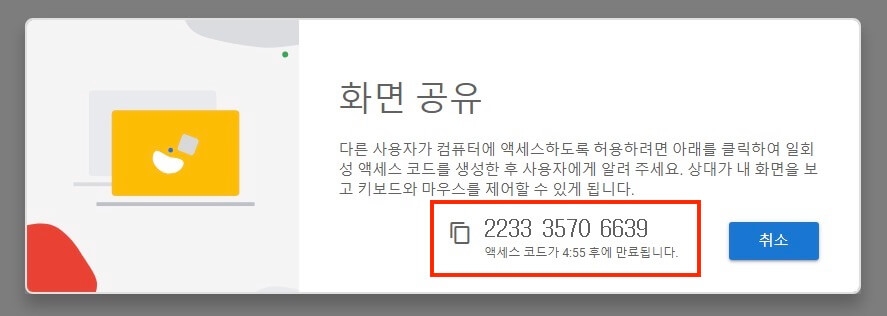 화면 공유
다른 사용자가 컴퓨터에 액세스하도록 허용하려면 아래를 클릭하여 일회
성 액세스 코드를 생성한 후 사용자에게 알려 주세요. 상대가 내 화면을 보
고 키보드와 마우스를 제어할 수 있게 됩니다.
2233 3570 6639
액세스 코드가 4:55 후에 만료됩니다.
취소